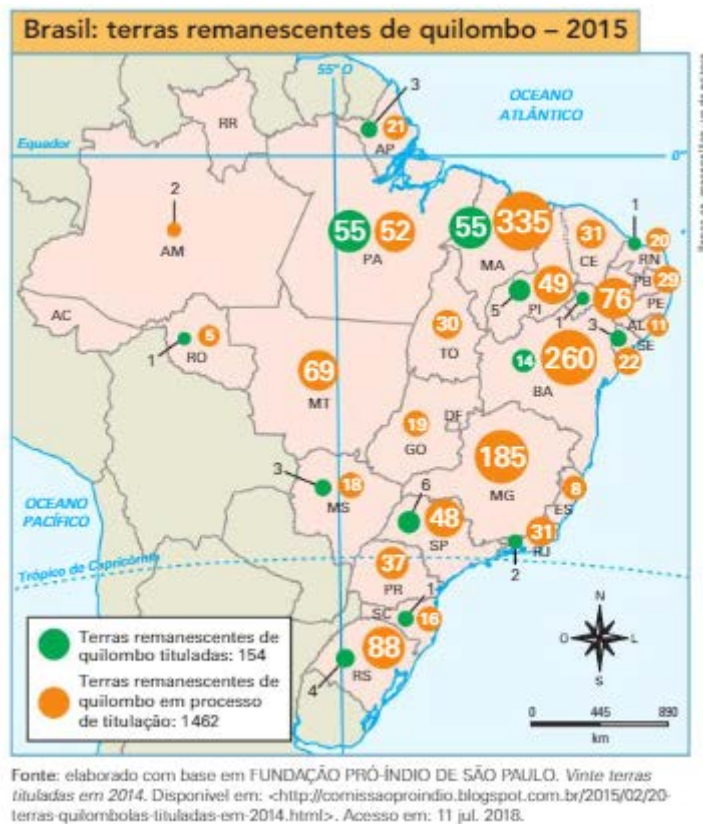 Brasil: terras remanescentes de quilombo – 2015
55° O
3
OCEANO
ATLÂNTICO
RR
21
AP
Equador
0°
2
AM
55
52
PA
55
335
MA
31
CE
1
20
RN
PB
29
PE
49
5
PI
1
76
AL
11
3
SE
22
AC
1
5
RO
30
TO
14
260
BA
69
MT
19
DF
GO
185
MG
3
18
MS
6
48
SP
8
ES
31
RJ
2
OCEANO
PACÍFICO
Trópico de Capricórnio
37
PR
1
SC
16
88
4
RS
N
O
L
S
Terras remanescentes de
quilombo tituladas: 154
Terras remanescentes de
quilombo em processo
de titulação: 1462
0 445 890
km
Fonte: elaborado com base em FUNDAÇÃO PRÓ-ÍNDIO DE SÃO PAULO. Vinte terras
tituladas em 2014. Disponível em: <http://comissaoproindio.blogspot.com.br/2015/02/20-
terras-quilombolas-tituladas-em-2014.html>. Acesso em: 11 jul. 2018.